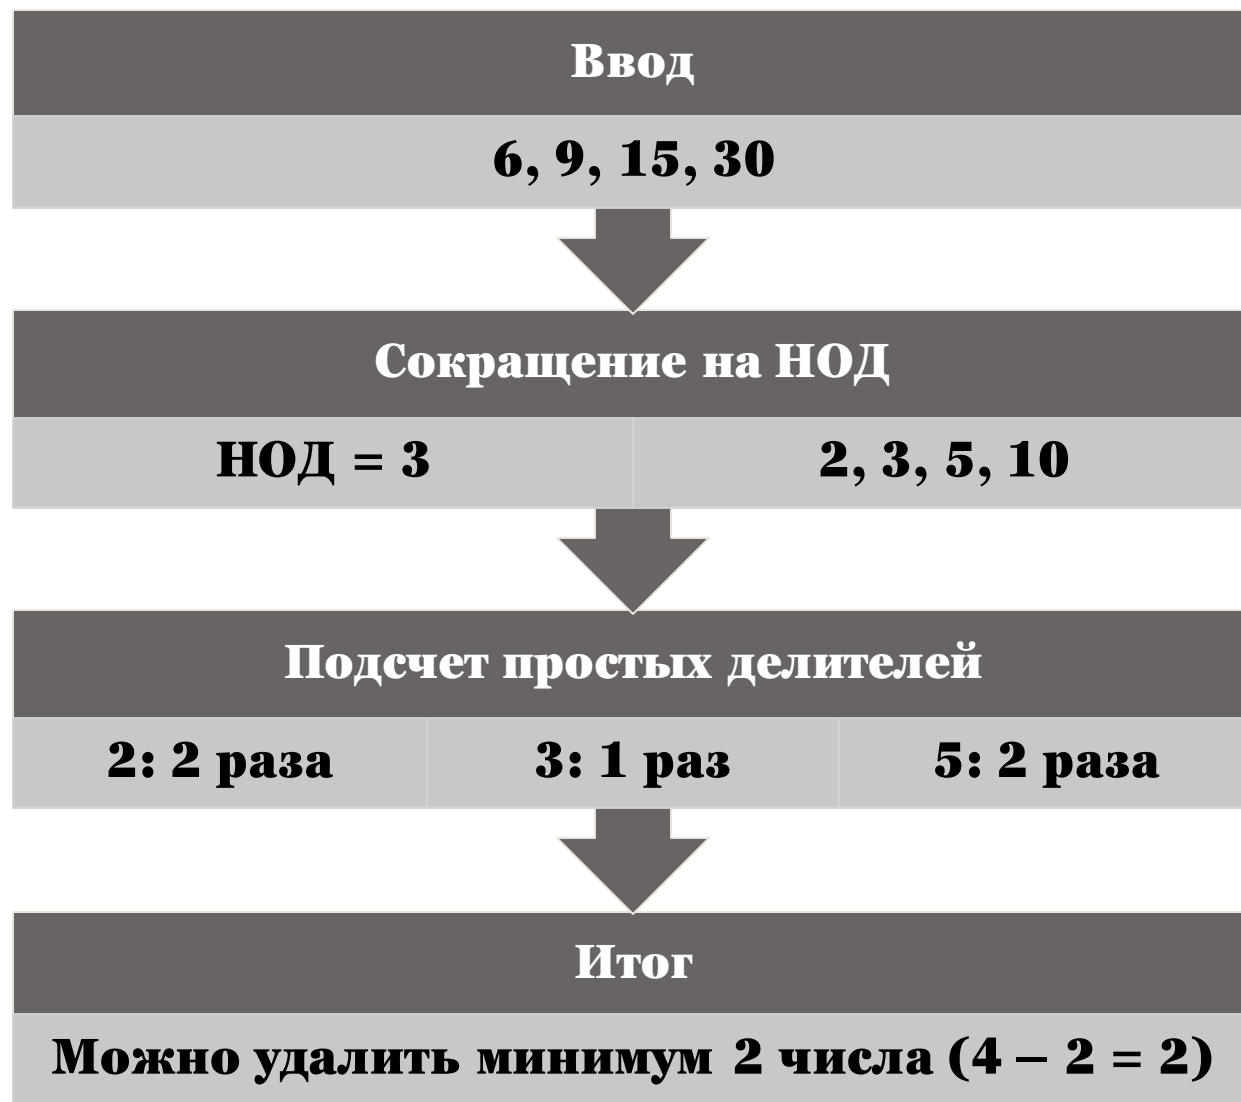 Ввод
6, 9, 15, 30
Сокращение на НОД
НОД = 3
2, 3, 5, 10
Подсчет простых делителей
2: 2 раза
3: 1 раз
5: 2 раза
Итог
Можно удалить минимум 2 числа (4 – 2 = 2)